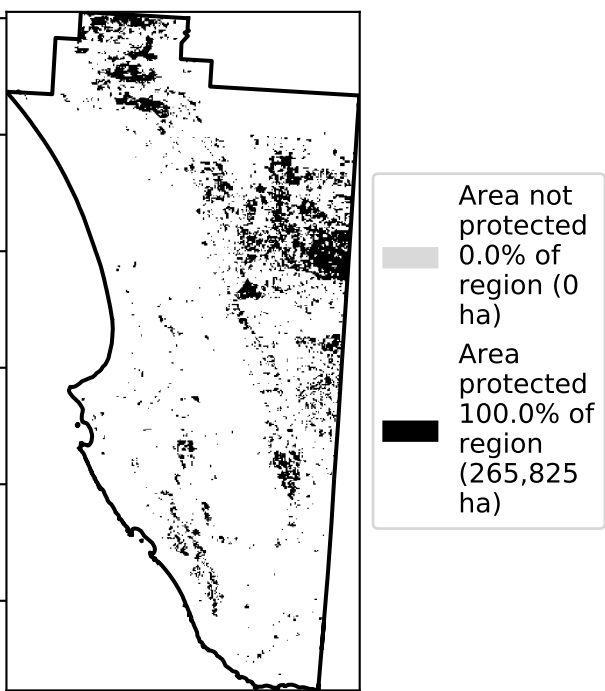 Area not
protected
0.0% of
region (0
ha)
Area
protected
100.0% of
region
(265,825
ha)